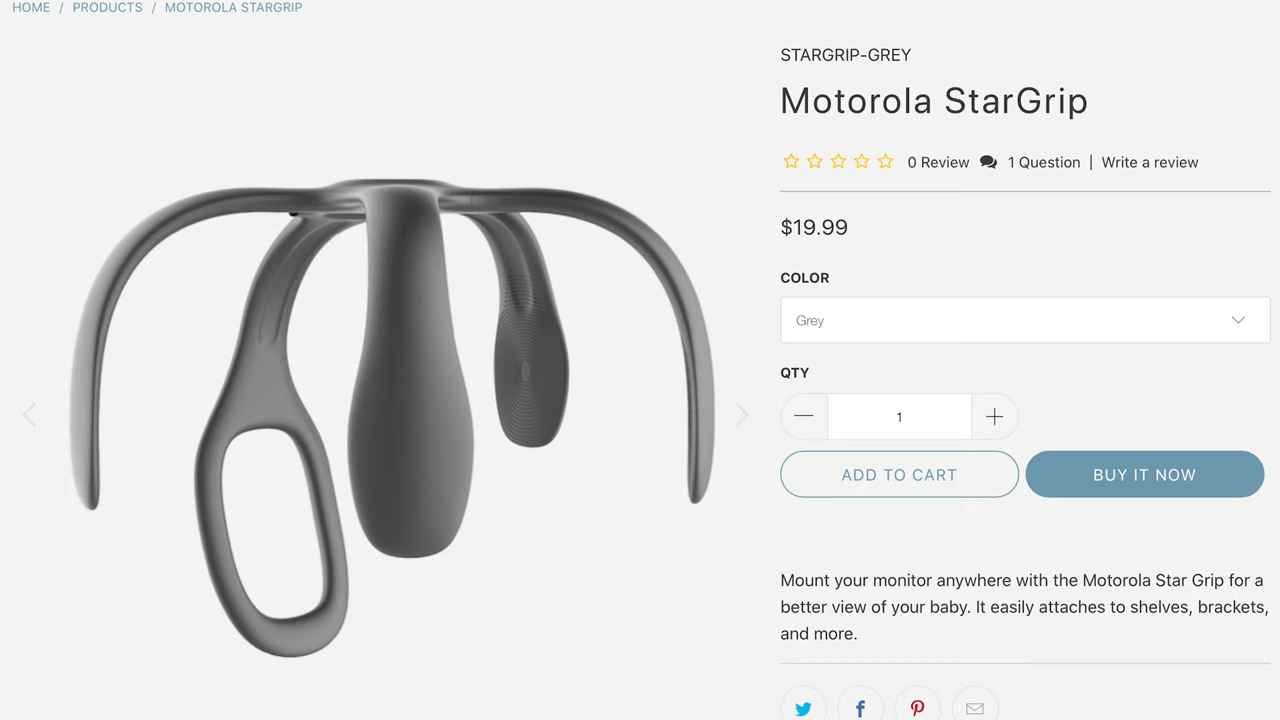 HOME / PRODUCTS / MOTOROLA STARGRIP
STARGRIP-GREY
Motorola StarGrip
0 Review 1 Question | Write a review
$19.99
COLOR
Grey
QTY
1
ADD TO CART
BUY IT NOW
Mount your monitor anywhere with the Motorola Star Grip for a
better view of your baby. It easily attaches to shelves, brackets,
and more.